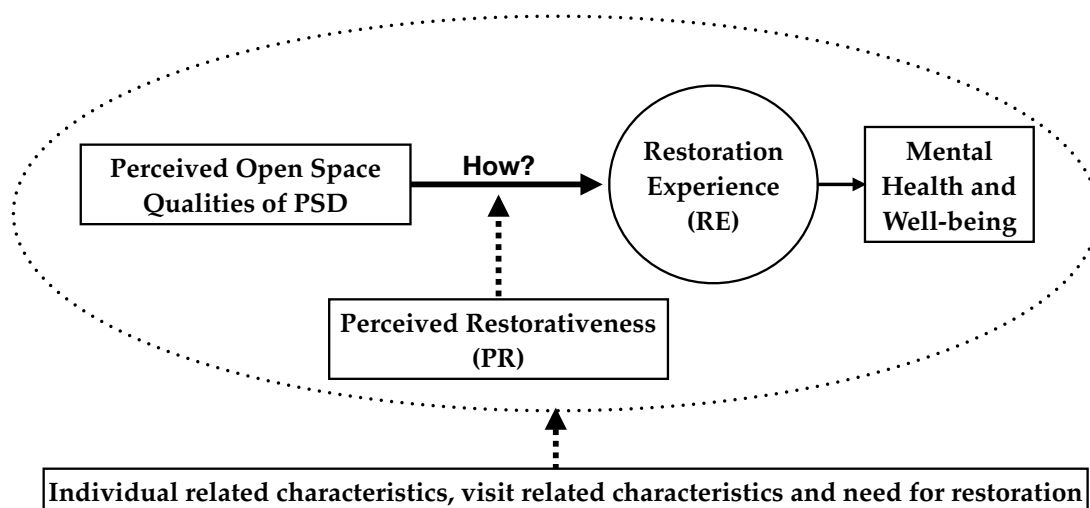 Perceived Open Space
Qualities of PSD
How?
Restoration
Experience
(RE)
Mental
Health and
Well-being
Perceived Restorativeness
(PR)
Individual related characteristics, visit related characteristics and need for restoration